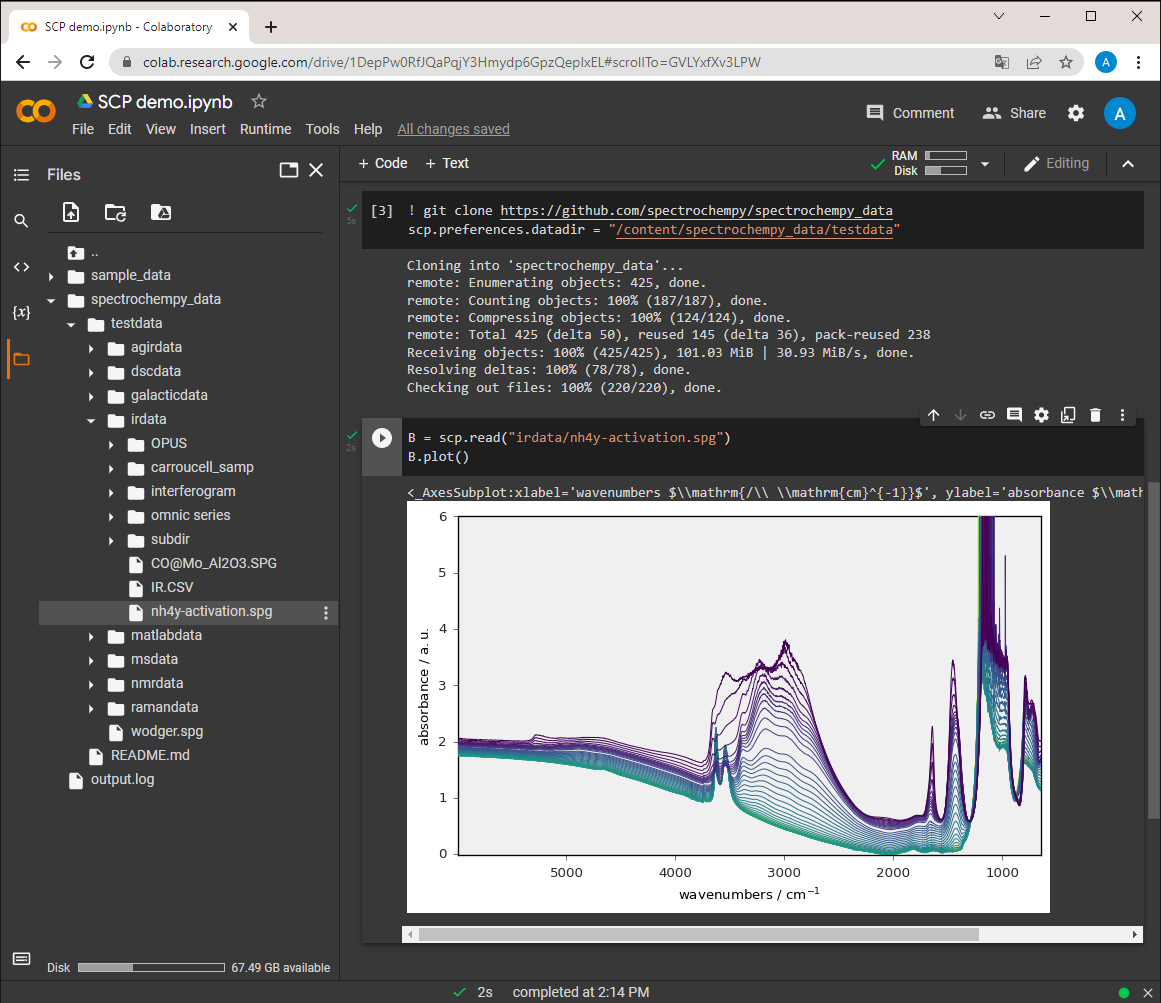 SCP demo.ipynb - Colaboratory
colab.research.google.com/drive/1DepPw0RfJQaPqjY3Hmydp6GpzQepIxEL#scrollTo=GVLYxfXv3LPW
A
SCP demo.ipynb
Comment
Share
A
File Edit View Insert Runtime Tools Help All changes saved
Files
+ Code + Text
RAM
Disk
Editing
..
sample_data
spectrochempy_data
testdata
agirdata
dscdata
galacticdata
irdata
OPUS
carroucell_samp
interferogram
omnic series
subdir
CO@Mo_Al2O3.SPG
IR.CSV
nh4y-activation.spg
matlabdata
msdata
nmrdata
ramandata
wodger.spg
README.md
output.log
{x}
Disk 67.49 GB available
5s
[3] ! git clone https://github.com/spectrochempy/spectrochempy_data
scp.preferences.datadir = "/content/spectrochempy_data/testdata"
Cloning into 'spectrochempy_data'...
remote: Enumerating objects: 425, done.
remote: Counting objects: 100% (187/187), done.
remote: Compressing objects: 100% (124/124), done.
remote: Total 425 (delta 50), reused 145 (delta 36), pack-reused 238
Receiving objects: 100% (425/425), 101.03 MiB | 30.93 MiB/s, done.
Resolving deltas: 100% (78/78), done.
Checking out files: 100% (220/220), done.
2s
B = scp.read("irdata/nh4y-activation.spg")
B.plot()
<_AxesSubplot:xlabel='wavenumbers $\\mathrm{/\\ \\mathrm{cm}^{-1}}$', ylabel='absorbance $\\mat
6
5
4
3
2
1
0
absorbance / a.u.
5000 4000 3000 2000 1000
wavenumbers / cm⁻¹
2s completed at 2:14 PM